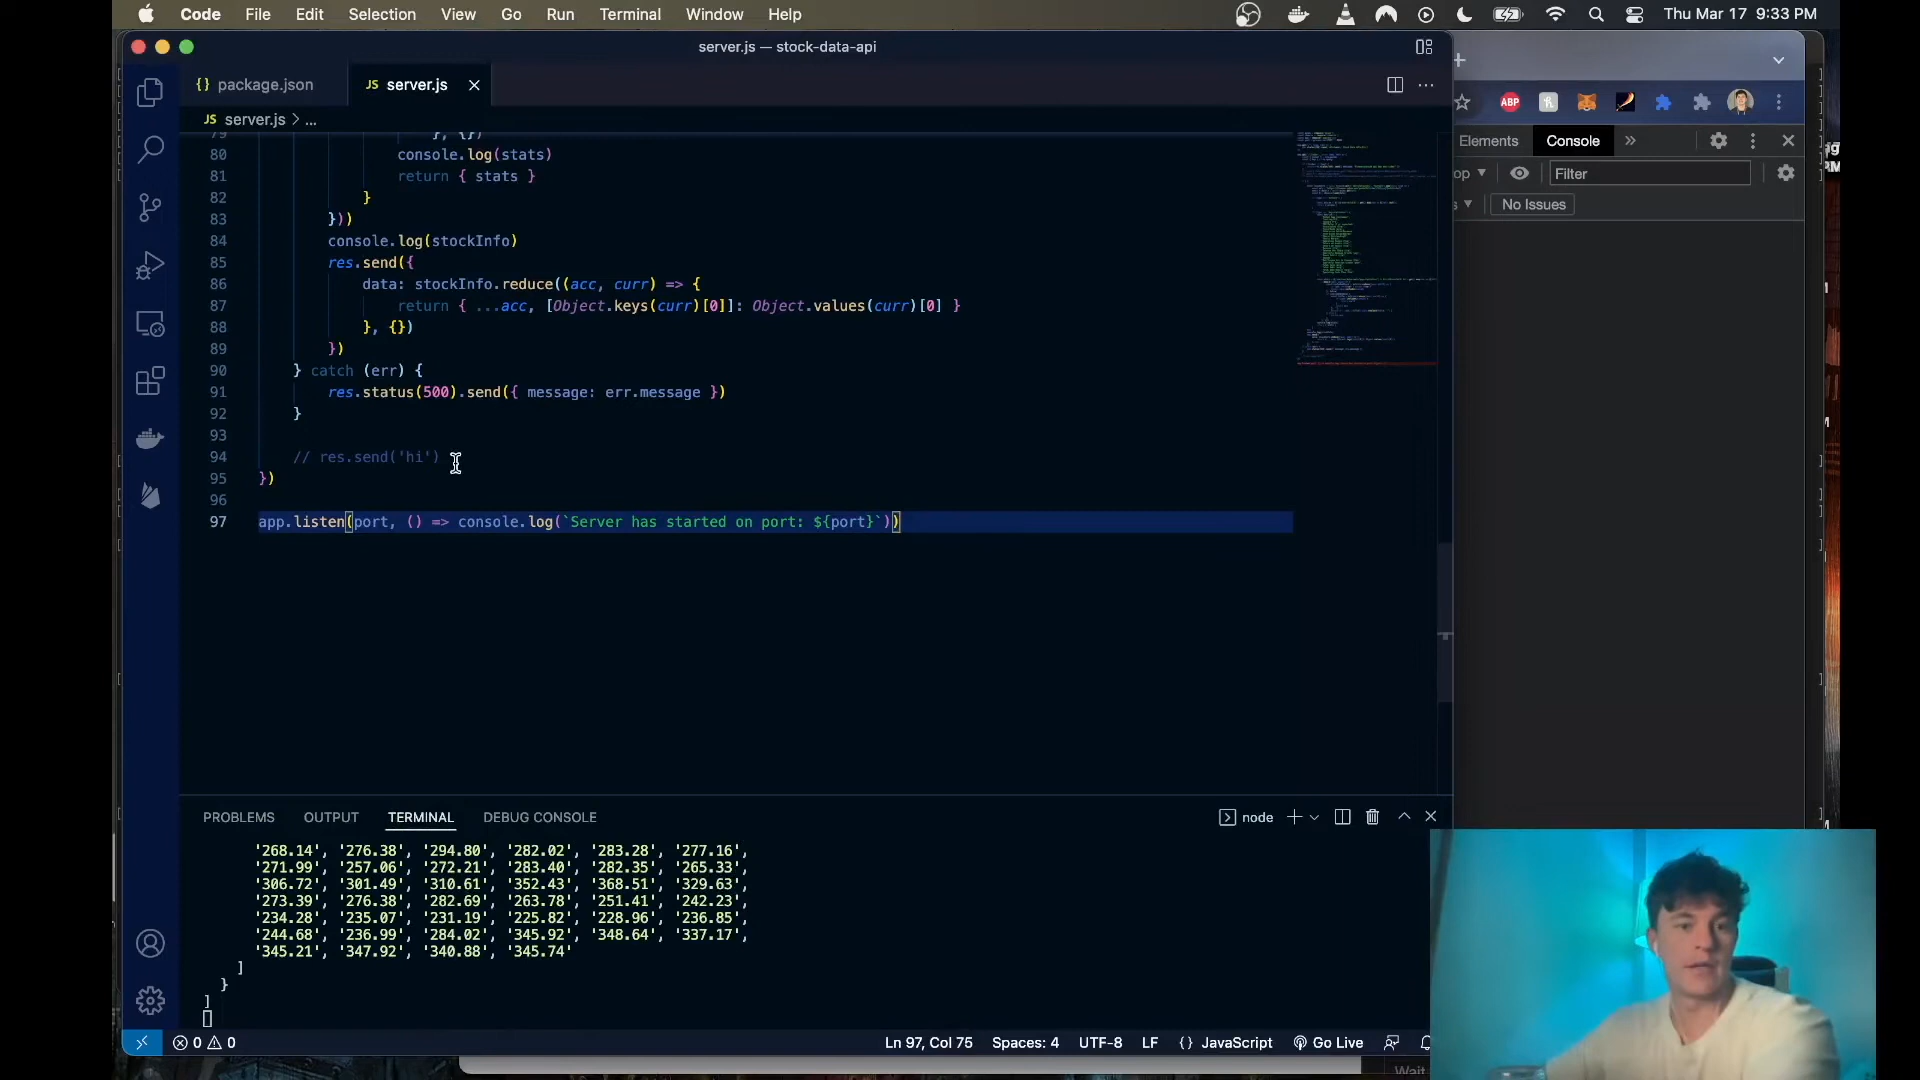 Code File Edit Selection View Go Run Terminal Window Help Thu Mar 17 9:33 PM
server.js — stock-data-api
{} package.json JS server.js
JS server.js > ...
79 }, {})
80 console.log(stats)
81 return { stats }
82 }
83 }))
84 console.log(stockInfo)
85 res.send({
86 data: stockInfo.reduce((acc, curr) => {
87 return { ...acc, [Object.keys(curr)[0]]: Object.values(curr)[0] }
88 }, {})
89 })
90 } catch (err) {
91 res.status(500).send({ message: err.message })
92 }
93
94 // res.send('hi')
95 })
96
97 app.listen(port, () => console.log(`Server has started on port: ${port}`))
ABP
Elements Console »
op Filter
s No Issues
PROBLEMS OUTPUT TERMINAL DEBUG CONSOLE node
'268.14', '276.38', '294.80', '282.02', '283.28', '277.16',
'271.99', '257.06', '272.21', '283.40', '282.35', '265.33',
'306.72', '301.49', '310.61', '352.43', '368.51', '329.63',
'273.39', '276.38', '282.69', '263.78', '251.41', '242.23',
'234.28', '235.07', '231.19', '225.82', '228.96', '236.85',
'244.68', '236.99', '284.02', '345.92', '348.64', '337.17',
'345.21', '347.92', '340.88', '345.74'
]
}
]
0 0 Ln 97, Col 75 Spaces: 4 UTF-8 LF {} JavaScript Go Live
Wait